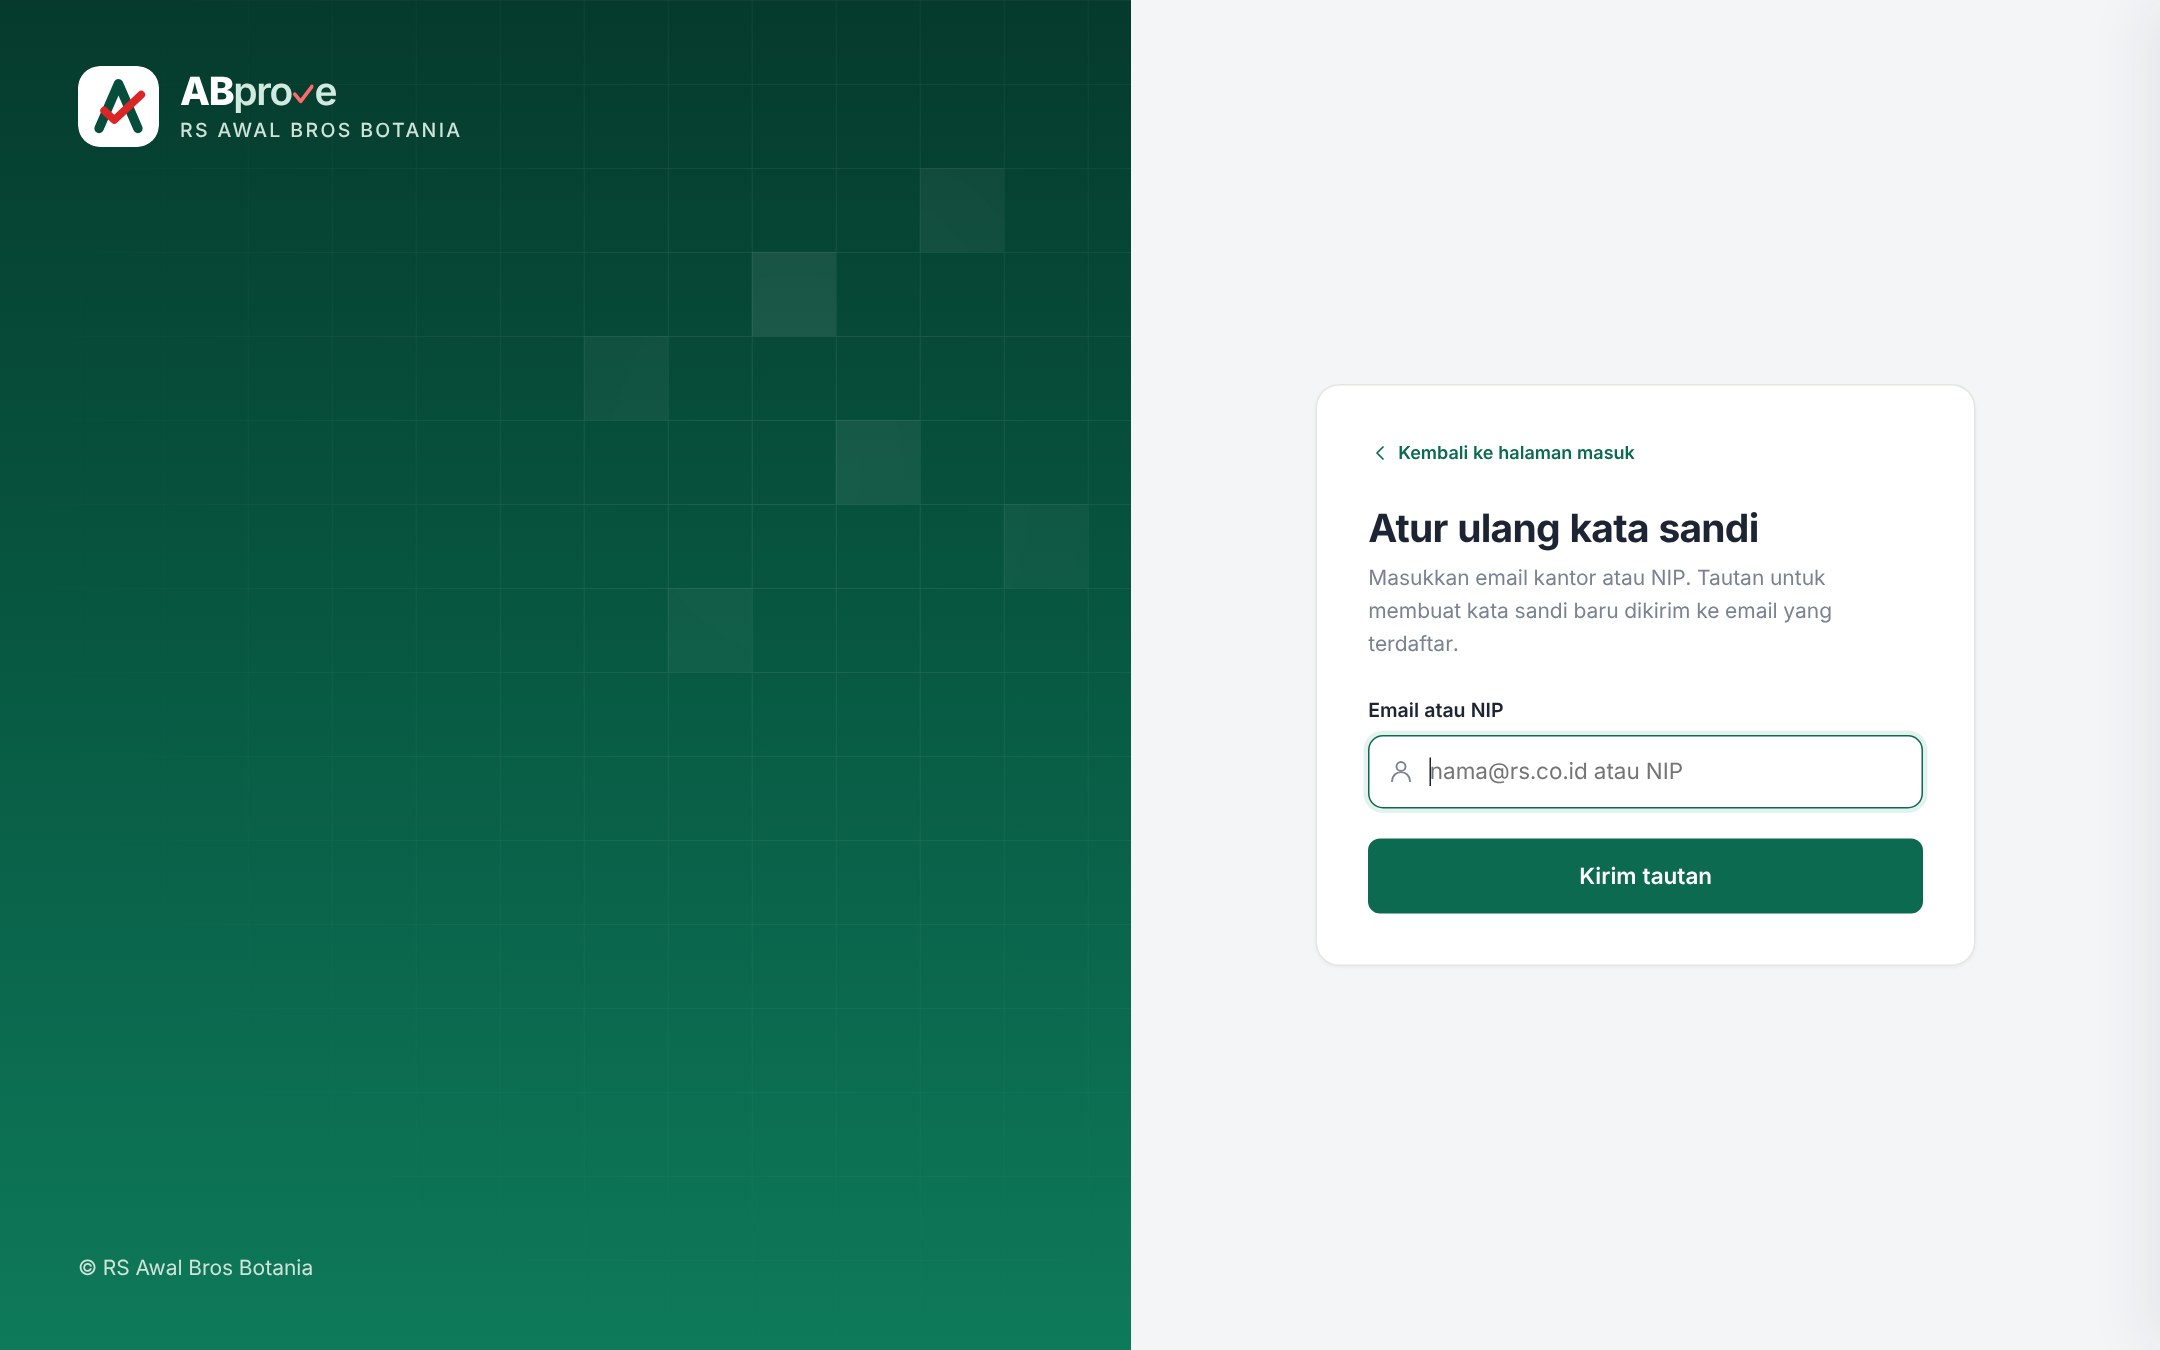 ABprove
RS AWAL BROS BOTANIA
Kembali ke halaman masuk
Atur ulang kata sandi
Masukkan email kantor atau NIP. Tautan untuk
membuat kata sandi baru dikirim ke email yang
terdaftar.
Email atau NIP
nama@rs.co.id atau NIP
Kirim tautan
© RS Awal Bros Botania